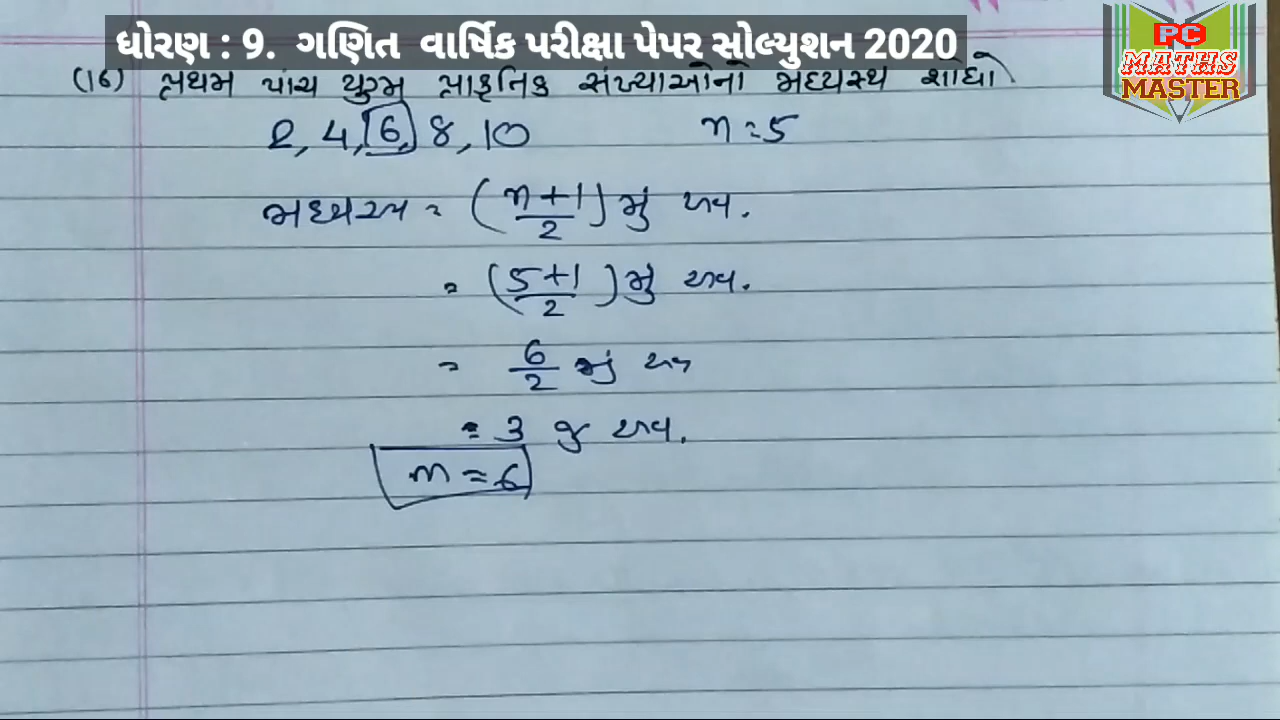 ધોરણ : 9. ગણિત વાર્ષિક પરીક્ષા પેપર સોલ્યુશન 2020
PC
MATHS
MASTER
(16) પ્રથમ પાંચ યુગ્મ પ્રાકૃતિક સંખ્યાઓનો મધ્યસ્થ શોધો
2, 4, 6, 8, 10 n = 5
મધ્યસ્થ = (n+1/2) મું અવ.
= (5+1/2) મું અવ.
= 6/2 મું અવ
= 3 જુ અવ.
m = 6